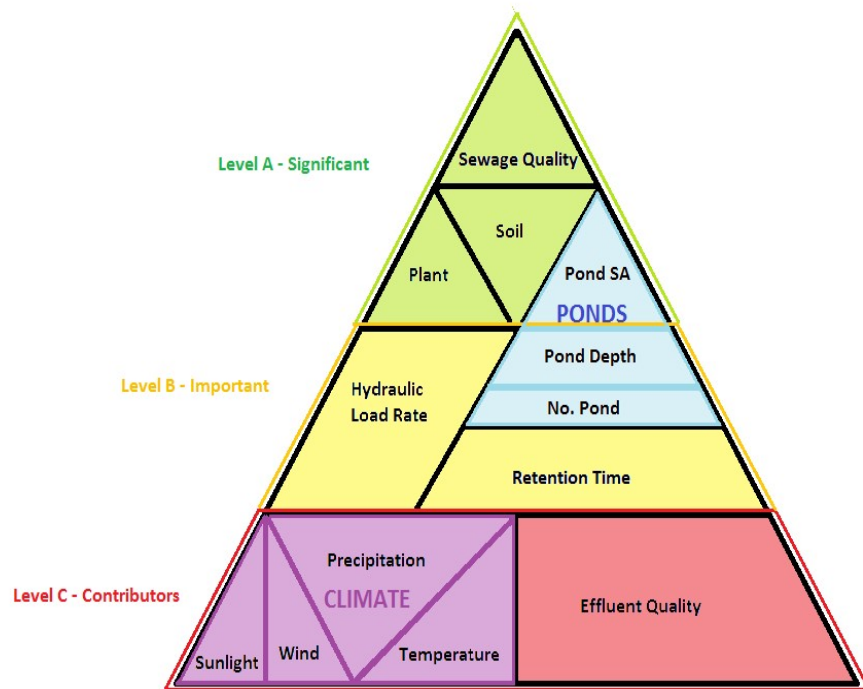 Level A - Significant
Sewage Quality
Soil
Plant
Pond SA
PONDS
Level B - Important
Pond Depth
Hydraulic
Load Rate
No. Pond
Retention Time
Level C - Contributors
Precipitation
CLIMATE
Effluent Quality
Sunlight
Wind
Temperature